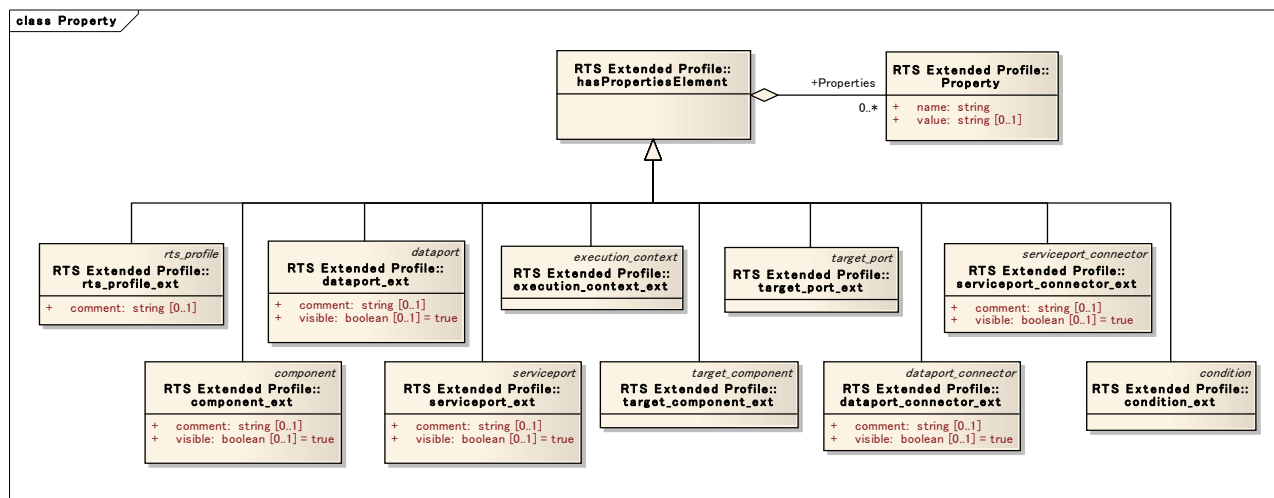 class Property
RTS Extended Profile::
hasPropertiesElement
+Properties
0..*
RTS Extended Profile::
Property
+ name: string
+ value: string [0..1]
rts_profile
RTS Extended Profile::
rts_profile_ext
+ comment: string [0..1]
dataport
RTS Extended Profile::
dataport_ext
+ comment: string [0..1]
+ visible: boolean [0..1] = true
execution_context
RTS Extended Profile::
execution_context_ext
target_port
RTS Extended Profile::
target_port_ext
serviceport_connector
RTS Extended Profile::
serviceport_connector_ext
+ comment: string [0..1]
+ visible: boolean [0..1] = true
component
RTS Extended Profile::
component_ext
+ comment: string [0..1]
+ visible: boolean [0..1] = true
serviceport
RTS Extended Profile::
serviceport_ext
+ comment: string [0..1]
+ visible: boolean [0..1] = true
target_component
RTS Extended Profile::
target_component_ext
dataport_connector
RTS Extended Profile::
dataport_connector_ext
+ comment: string [0..1]
+ visible: boolean [0..1] = true
condition
RTS Extended Profile::
condition_ext